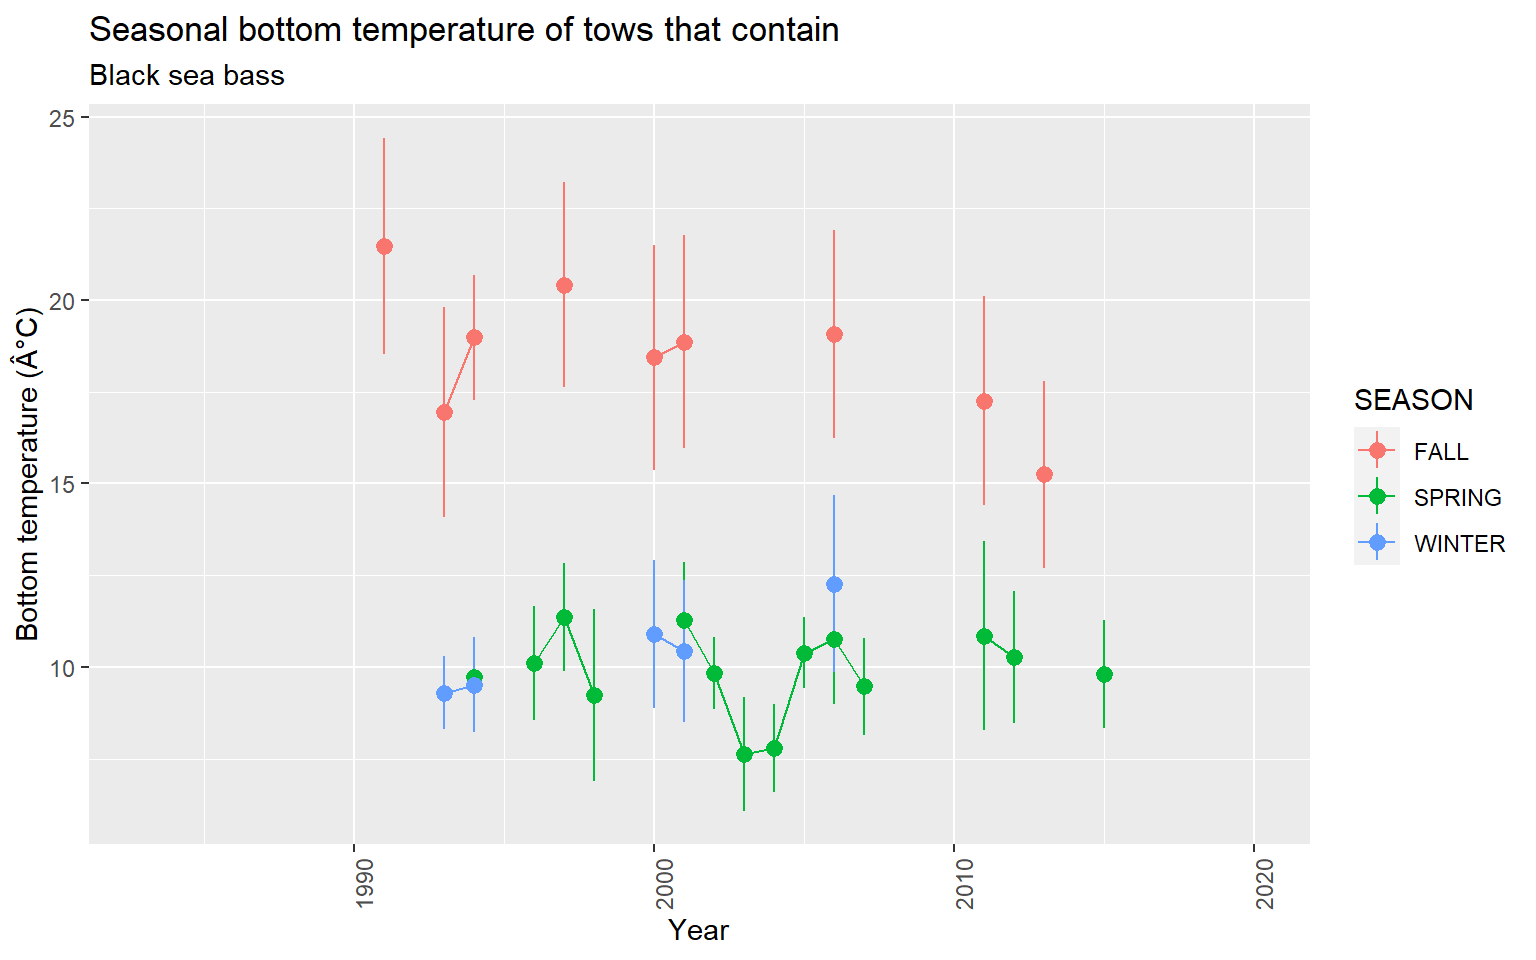 Seasonal bottom temperature of tows that contain
Black sea bass
25
20
15
10
Bottom temperature (Â°C)
1990
2000
2010
2020
Year
SEASON
FALL
SPRING
WINTER